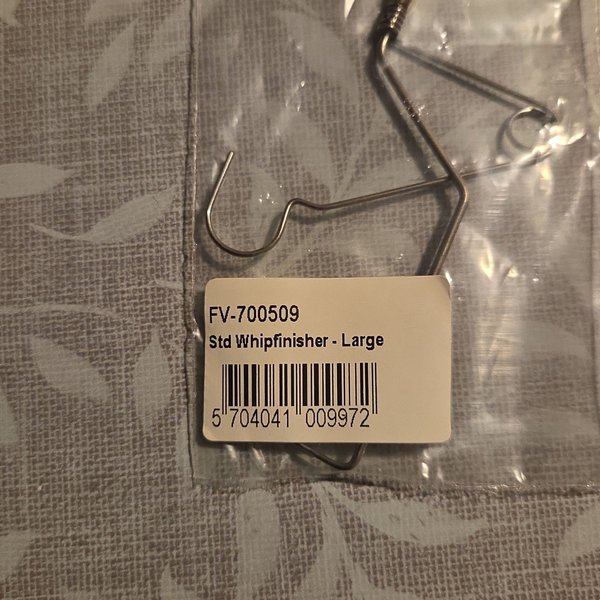 FV-700509
Std Whipfinisher - Large
5 704041 009972